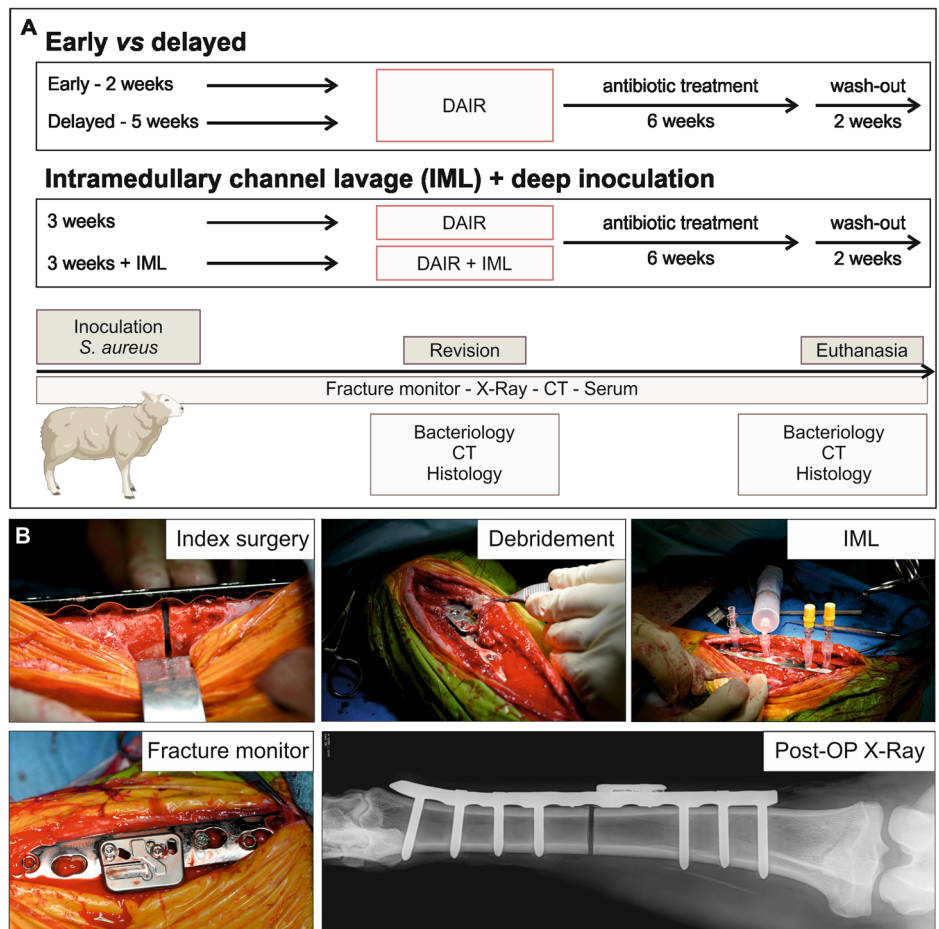 A
Early vs delayed
Early - 2 weeks
Delayed - 5 weeks
DAIR
antibiotic treatment
6 weeks
wash-out
2 weeks
Intramedullary channel lavage (IML) + deep inoculation
3 weeks
3 weeks + IML
DAIR
DAIR + IML
antibiotic treatment
6 weeks
wash-out
2 weeks
Inoculation
S. aureus
Revision
Euthanasia
Fracture monitor - X-Ray - CT - Serum
Bacteriology
CT
Histology
Bacteriology
CT
Histology
B
Index surgery
Debridement
IML
Fracture monitor
Post-OP X-Ray